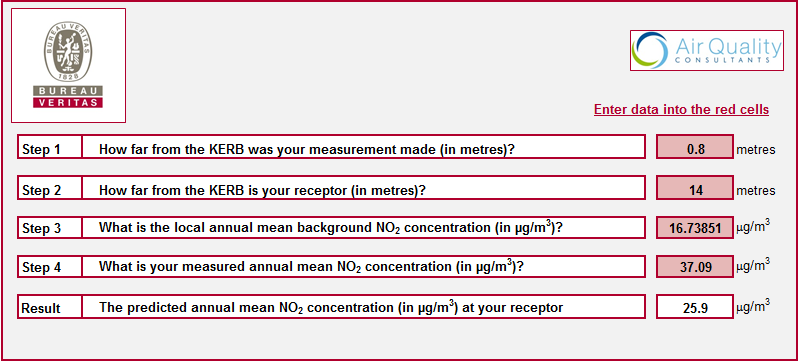 BUREAU VERITAS
1828
BUREAU
VERITAS
Air Quality
CONSULTANTS
Enter data into the red cells
Step 1 How far from the KERB was your measurement made (in metres)? 0.8 metres
Step 2 How far from the KERB is your receptor (in metres)? 14 metres
Step 3 What is the local annual mean background NO₂ concentration (in µg/m³)? 16.73851 µg/m³
Step 4 What is your measured annual mean NO₂ concentration (in µg/m³)? 37.09 µg/m³
Result The predicted annual mean NO₂ concentration (in µg/m³) at your receptor 25.9 µg/m³